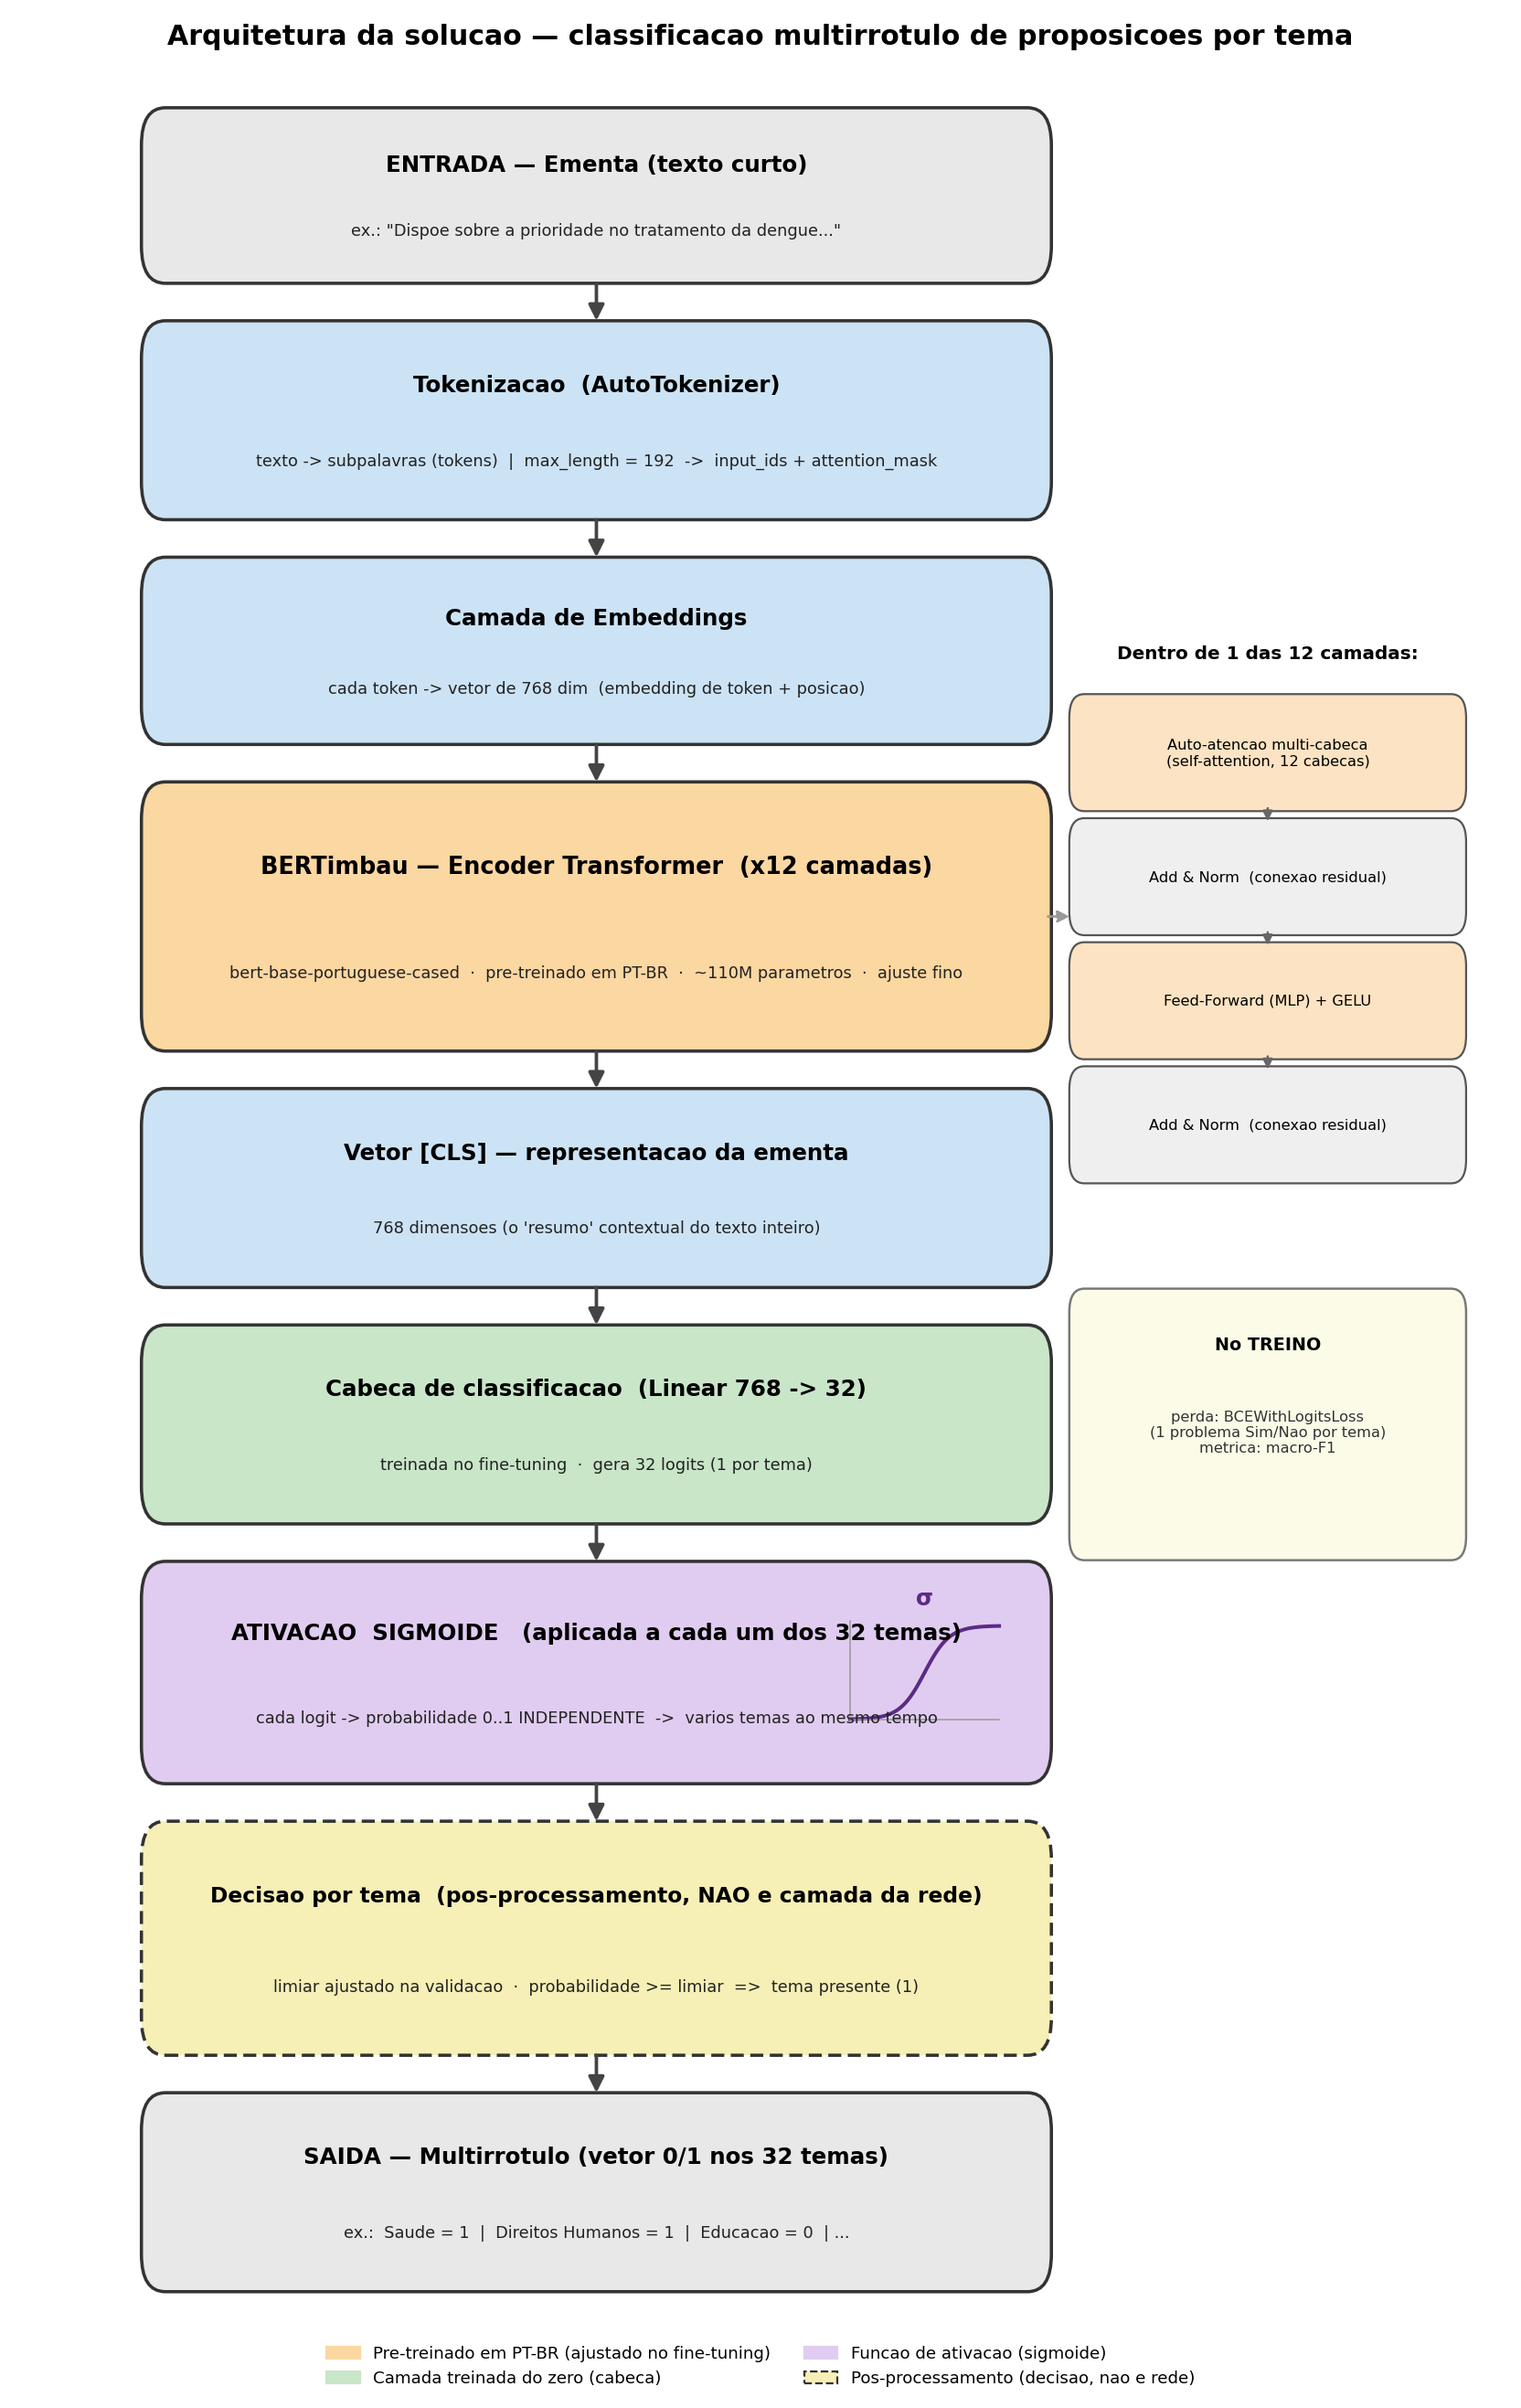 Arquitetura da solucao — classificacao multirrotulo de proposicoes por tema
ENTRADA — Ementa (texto curto)
ex.: "Dispoe sobre a prioridade no tratamento da dengue..."
Tokenizacao  (AutoTokenizer)
texto -> subpalavras (tokens)  |  max_length = 192  ->  input_ids + attention_mask
Camada de Embeddings
cada token -> vetor de 768 dim  (embedding de token + posicao)
BERTimbau — Encoder Transformer  (x12 camadas)
bert-base-portuguese-cased  ·  pre-treinado em PT-BR  ·  ~110M parametros  ·  ajuste fino
Dentro de 1 das 12 camadas:
Auto-atencao multi-cabeca
(self-attention, 12 cabecas)
Add & Norm  (conexao residual)
Feed-Forward (MLP) + GELU
Add & Norm  (conexao residual)
Vetor [CLS] — representacao da ementa
768 dimensoes (o 'resumo' contextual do texto inteiro)
Cabeca de classificacao  (Linear 768 -> 32)
treinada no fine-tuning  ·  gera 32 logits (1 por tema)
No TREINO
perda: BCEWithLogitsLoss
(1 problema Sim/Nao por tema)
metrica: macro-F1
σ
ATIVACAO  SIGMOIDE   (aplicada a cada um dos 32 temas)
cada logit -> probabilidade 0..1 INDEPENDENTE  ->  varios temas ao mesmo tempo
Decisao por tema  (pos-processamento, NAO e camada da rede)
limiar ajustado na validacao  ·  probabilidade >= limiar  =>  tema presente (1)
SAIDA — Multirrotulo (vetor 0/1 nos 32 temas)
ex.:  Saude = 1  |  Direitos Humanos = 1  |  Educacao = 0  | ...
Pre-treinado em PT-BR (ajustado no fine-tuning)
Camada treinada do zero (cabeca)
Funcao de ativacao (sigmoide)
Pos-processamento (decisao, nao e rede)